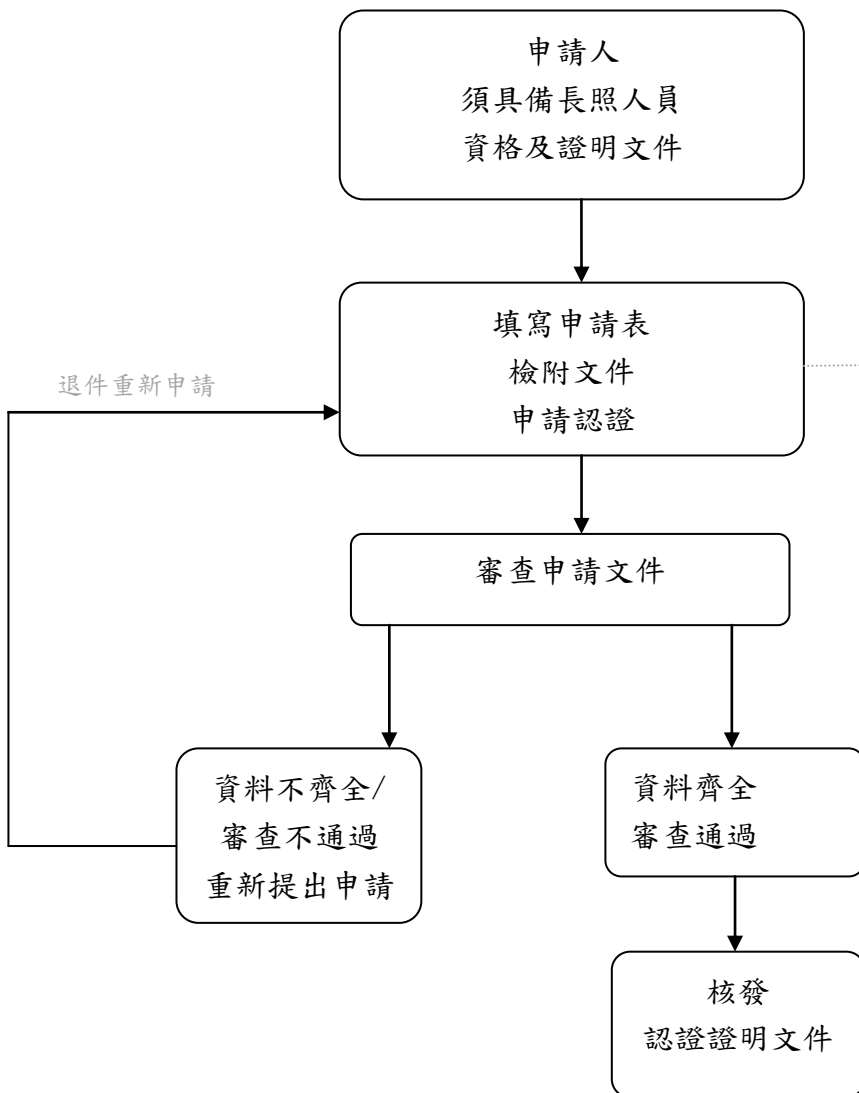 申請人
須具備長照人員
資格及證明文件
填寫申請表
檢附文件
申請認證
退件重新申請
審查申請文件
資料不齊全/
審查不通過
重新提出申請
資料齊全
審查通過
核發
認證證明文件